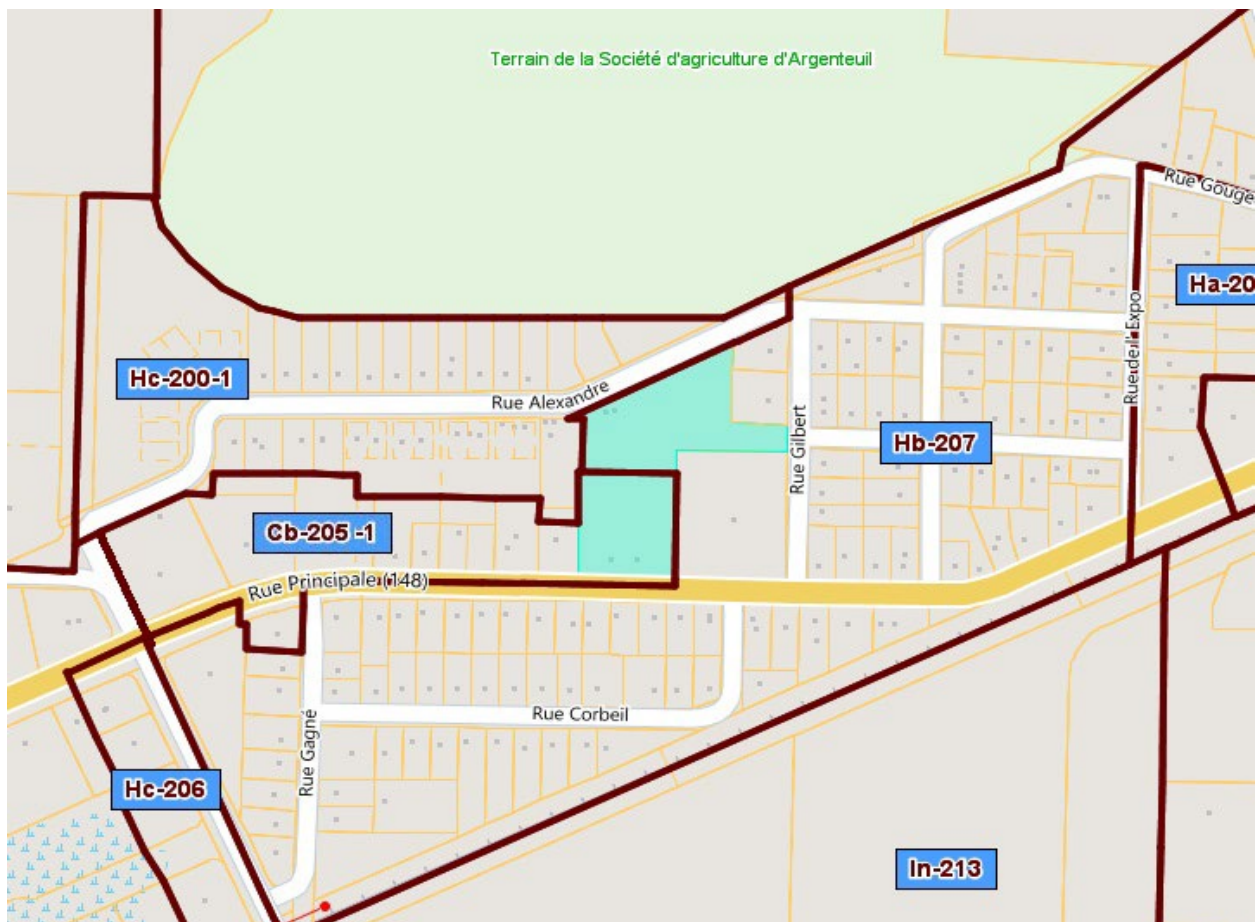 Terrain de la Société d'agriculture d'Argenteuil
Rue Gouge
Ha-20
Rue de l'Expo
Hc-200-1
Rue Alexandre
Rue Gilbert
Hb-207
Cb-205 -1
Rue Principale (148)
Rue Corbeil
Rue Gagné
Hc-206
In-213